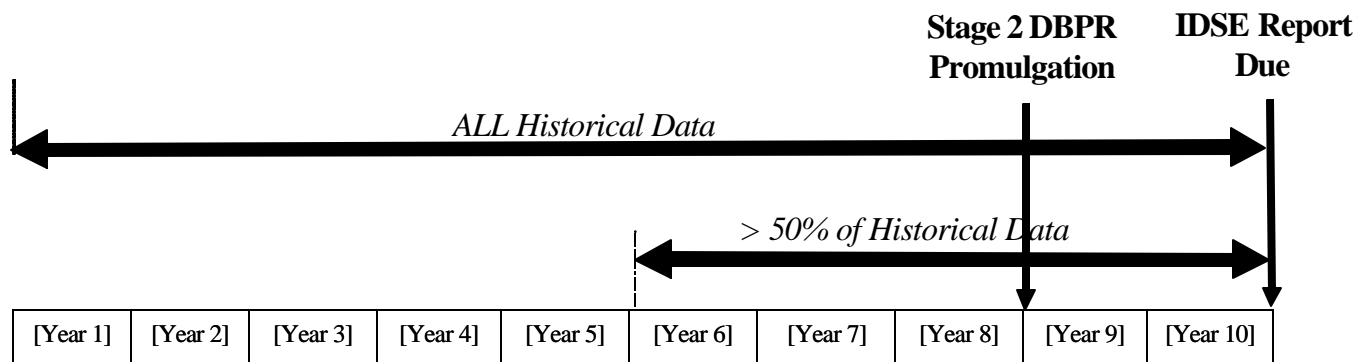 Stage 2 DBPR
Promulgation
IDSE Report
Due
ALL Historical Data
> 50% of Historical Data
[Year 1] [Year 2] [Year 3] [Year 4] [Year 5] [Year 6] [Year 7] [Year 8] [Year 9] [Year 10]